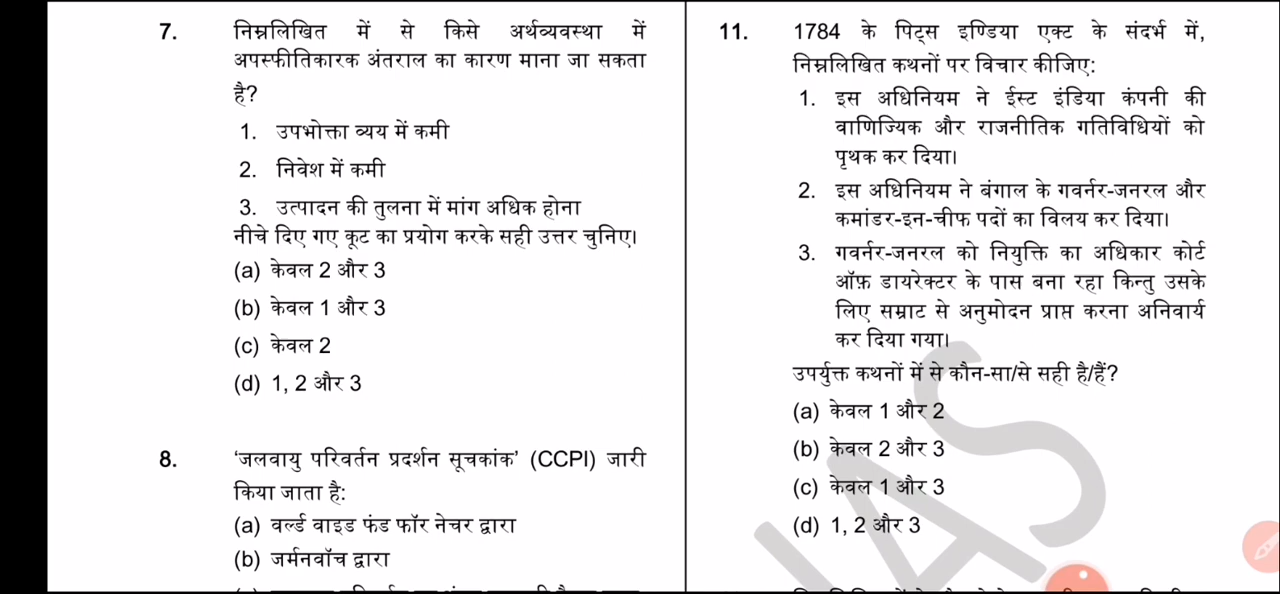 7. निम्नलिखित में से किसे अर्थव्यवस्था में
अपस्फीतिकारक अंतराल का कारण माना जा सकता
है?
1. उपभोक्ता व्यय में कमी
2. निवेश में कमी
3. उत्पादन की तुलना में मांग अधिक होना
नीचे दिए गए कूट का प्रयोग करके सही उत्तर चुनिए।
(a) केवल 2 और 3
(b) केवल 1 और 3
(c) केवल 2
(d) 1, 2 और 3
8. 'जलवायु परिवर्तन प्रदर्शन सूचकांक' (CCPI) जारी
किया जाता है:
(a) वर्ल्ड वाइड फंड फॉर नेचर द्वारा
(b) जर्मनवॉच द्वारा
11. 1784 के पिट्स इण्डिया एक्ट के संदर्भ में,
निम्नलिखित कथनों पर विचार कीजिए:
1. इस अधिनियम ने ईस्ट इंडिया कंपनी की
वाणिज्यिक और राजनीतिक गतिविधियों को
पृथक कर दिया।
2. इस अधिनियम ने बंगाल के गवर्नर-जनरल और
कमांडर-इन-चीफ पदों का विलय कर दिया।
3. गवर्नर-जनरल को नियुक्ति का अधिकार कोर्ट
ऑफ़ डायरेक्टर के पास बना रहा किन्तु उसके
लिए सम्राट से अनुमोदन प्राप्त करना अनिवार्य
कर दिया गया।
उपर्युक्त कथनों में से कौन-सा/से सही है/हैं?
(a) केवल 1 और 2
(b) केवल 2 और 3
(c) केवल 1 और 3
(d) 1, 2 और 3
IAS